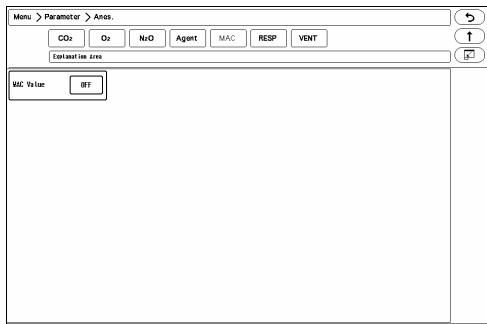 Menu > Parameter > Anes.
CO2 O2 N2O Agent MAC RESP VENT
Explanation Area
MAC Value OFF